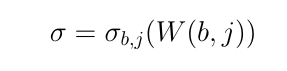 σ = σ_{b,j}(W(b, j))